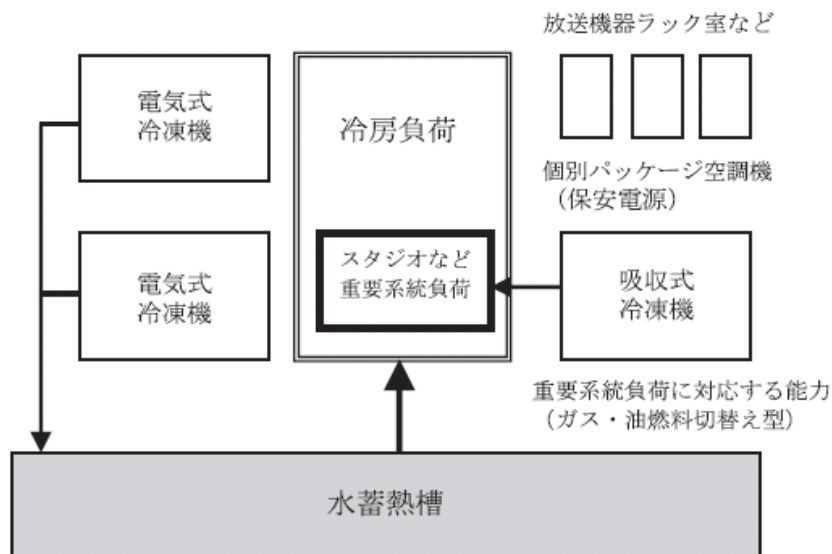 放送機器ラック室など
電気式
冷凍機
冷房負荷
個別パッケージ空調機
（保安電源）
電気式
冷凍機
スタジオなど
重要系統負荷
吸収式
冷凍機
重要系統負荷に対応する能力
（ガス・油燃料切替え型）
水蓄熱槽